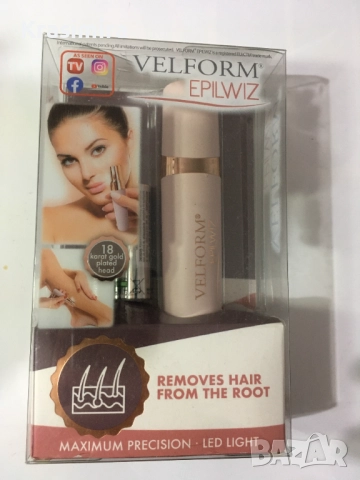 AS SEEN ON
TV
VELFORM®
EPILWIZ
18
karat gold
plated
head
VELFORM®
REMOVES HAIR
FROM THE ROOT
MAXIMUM PRECISION · LED LIGHT
BAZAR